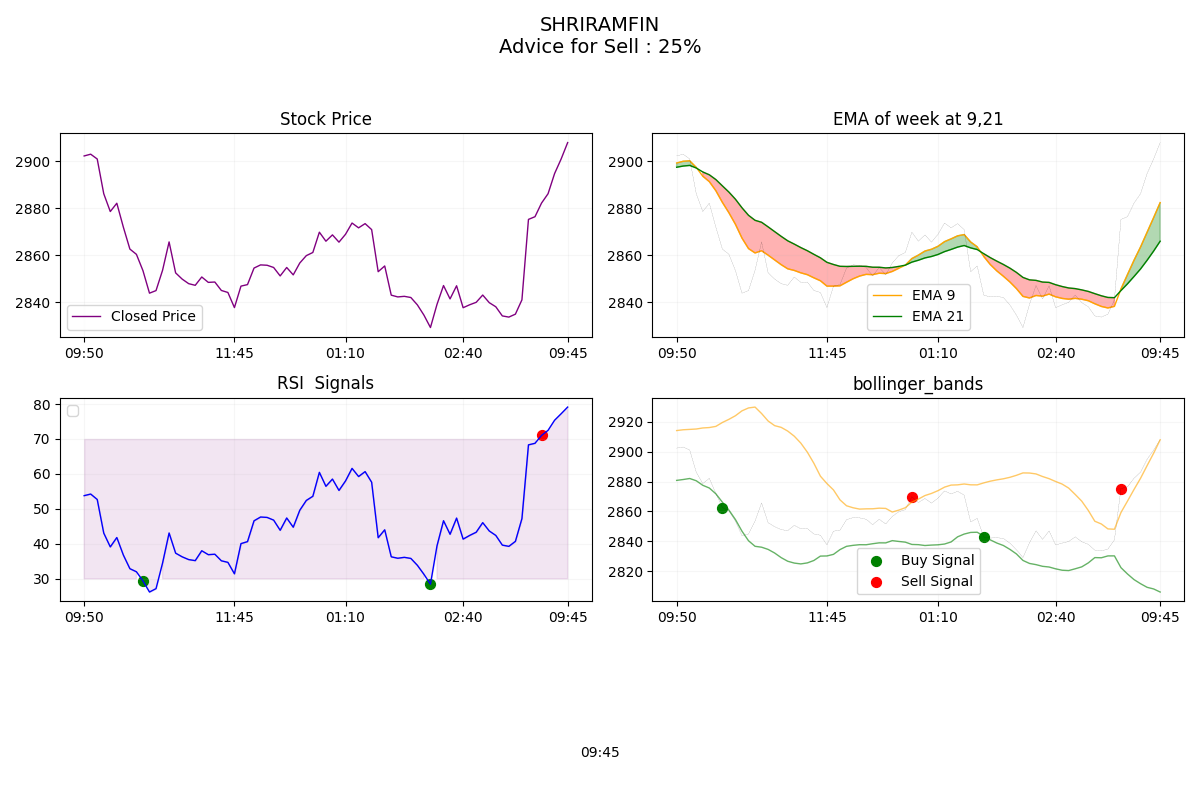 SHRIRAMFIN
Advice for Sell : 25%
Stock Price
2900
2880
2860
2840
Closed Price
09:50 11:45 01:10 02:40 09:45
EMA of week at 9,21
2900
2880
2860
2840
EMA 9
EMA 21
09:50 11:45 01:10 02:40 09:45
RSI  Signals
80
70
60
50
40
30
09:50 11:45 01:10 02:40 09:45
bollinger_bands
2920
2900
2880
2860
2840
2820
Buy Signal
Sell Signal
09:50 11:45 01:10 02:40 09:45
09:45